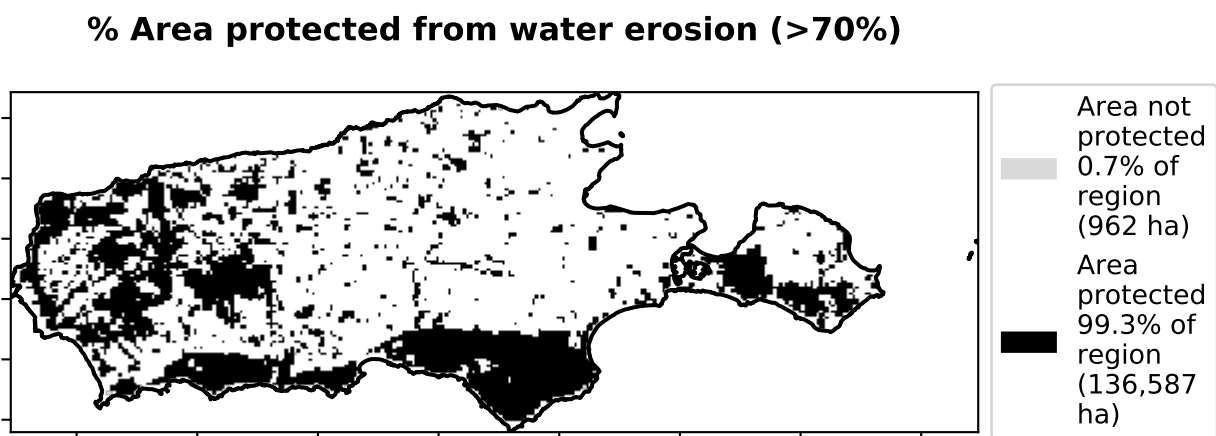 % Area protected from water erosion (>70%)
Area not
protected
0.7% of
region
(962 ha)
Area
protected
99.3% of
region
(136,587
ha)